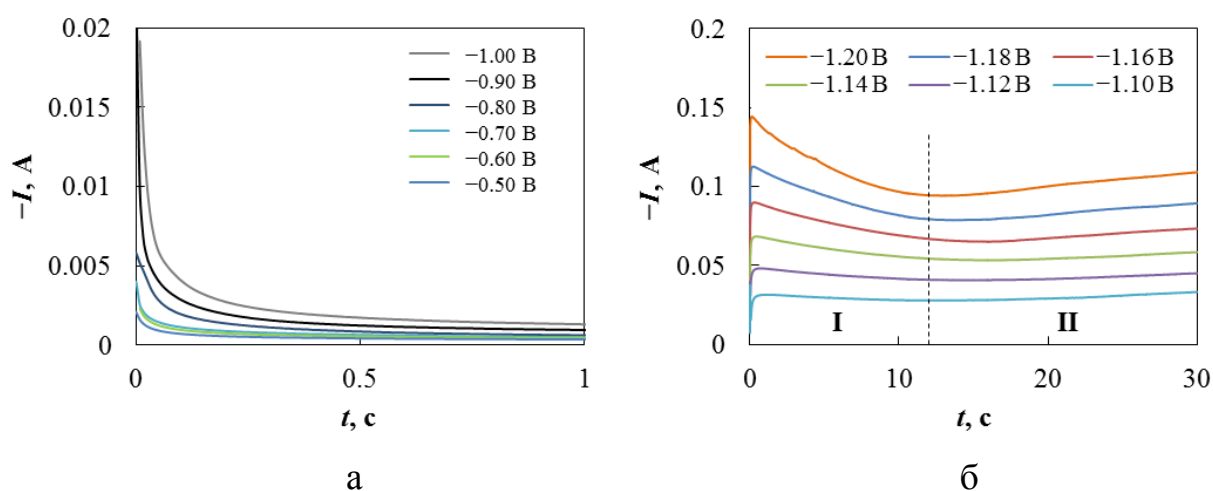 0.02
0.015
0.01
0.005
0
−I, А
−1.00 В
−0.90 В
−0.80 В
−0.70 В
−0.60 В
−0.50 В
0 0.5 1
t, с
а
0.2
0.15
0.1
0.05
0
−I, А
−1.20 В −1.18 В −1.16 В
−1.14 В −1.12 В −1.10 В
I II
0 10 20 30
t, с
б